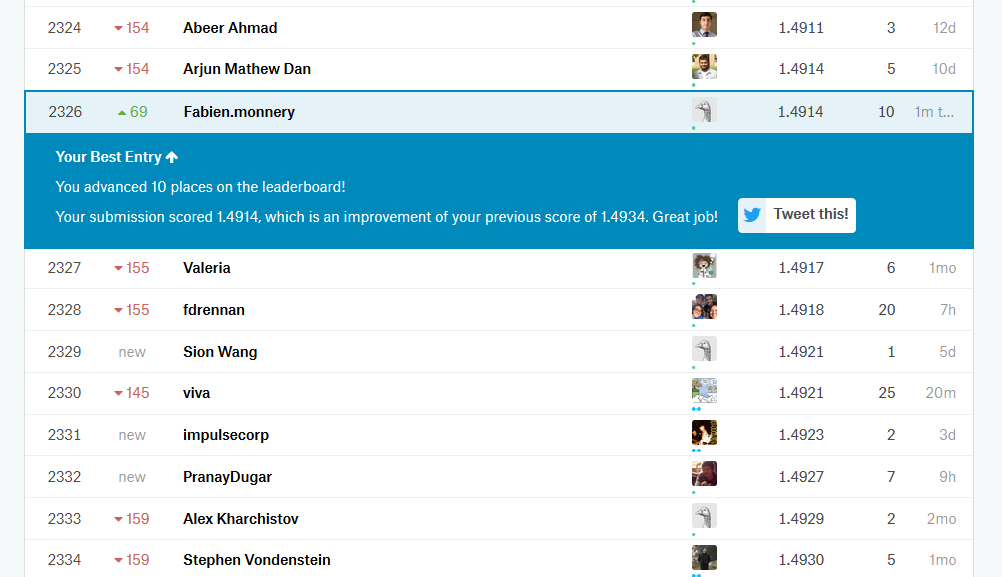 2324 154 Abeer Ahmad 1.4911 3 12d
2325 154 Arjun Mathew Dan 1.4914 5 10d
2326 69 Fabien.monnery 1.4914 10 1m t...
Your Best Entry
You advanced 10 places on the leaderboard!
Your submission scored 1.4914, which is an improvement of your previous score of 1.4934. Great job! Tweet this!
2327 155 Valeria 1.4917 6 1mo
2328 155 fdrennan 1.4918 20 7h
2329 new Sion Wang 1.4921 1 5d
2330 145 viva 1.4921 25 20m
2331 new impulsecorp 1.4923 2 3d
2332 new PranayDugar 1.4927 7 9h
2333 159 Alex Kharchistov 1.4929 2 2mo
2334 159 Stephen Vondenstein 1.4930 5 1mo